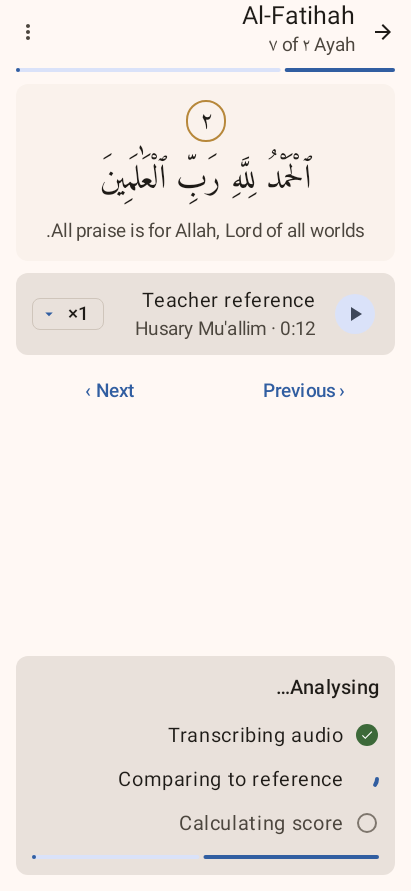 Al-Fatihah
Ayah ٢ of ٧
٢
ٱلْحَمْدُ لِلَّهِ رَبِّ ٱلْعَٰلَمِينَ
.All praise is for Allah, Lord of all worlds
Teacher reference
Husary Mu'allim · 0:12
×1
Previous ›
‹ Next
…Analysing
Transcribing audio
Comparing to reference
Calculating score